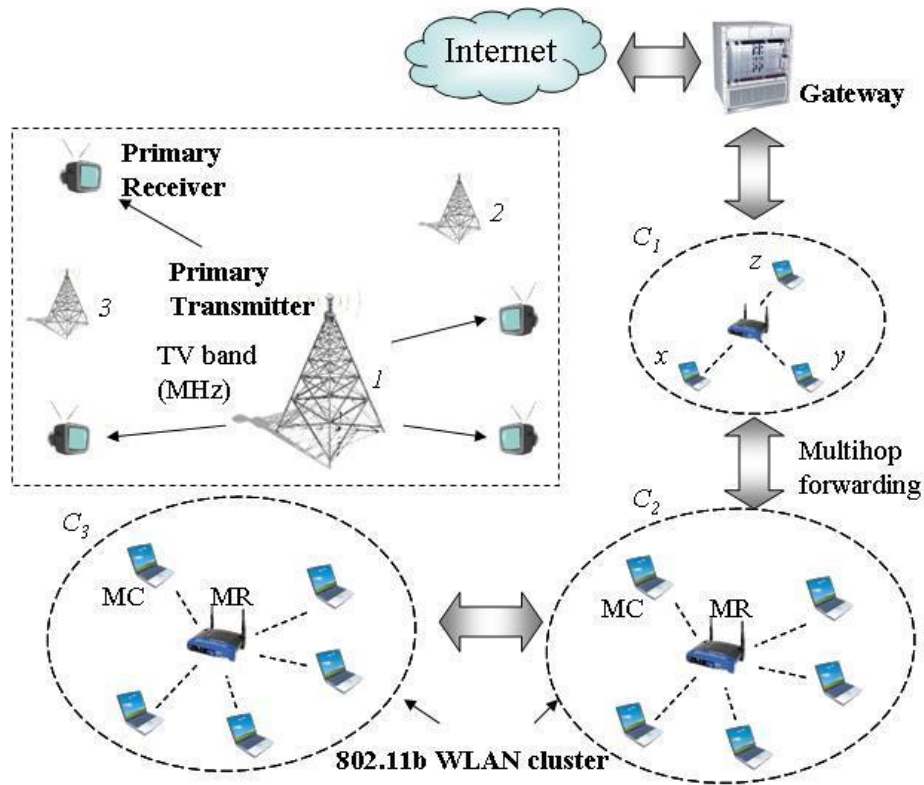 Internet
Gateway
Primary
Receiver
2
Primary
Transmitter
3
TV band
(MHz)
1
C1
z
x
y
Multihop
forwarding
C3
MC
MR
C2
MC
MR
802.11b WLAN cluster